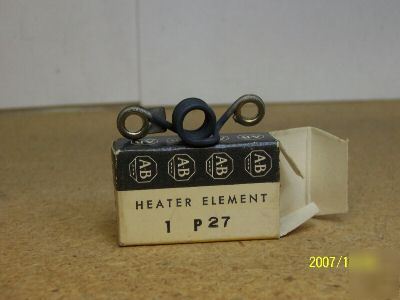 AB AB AB AB
HEATER ELEMENT
1 P27
2007/1